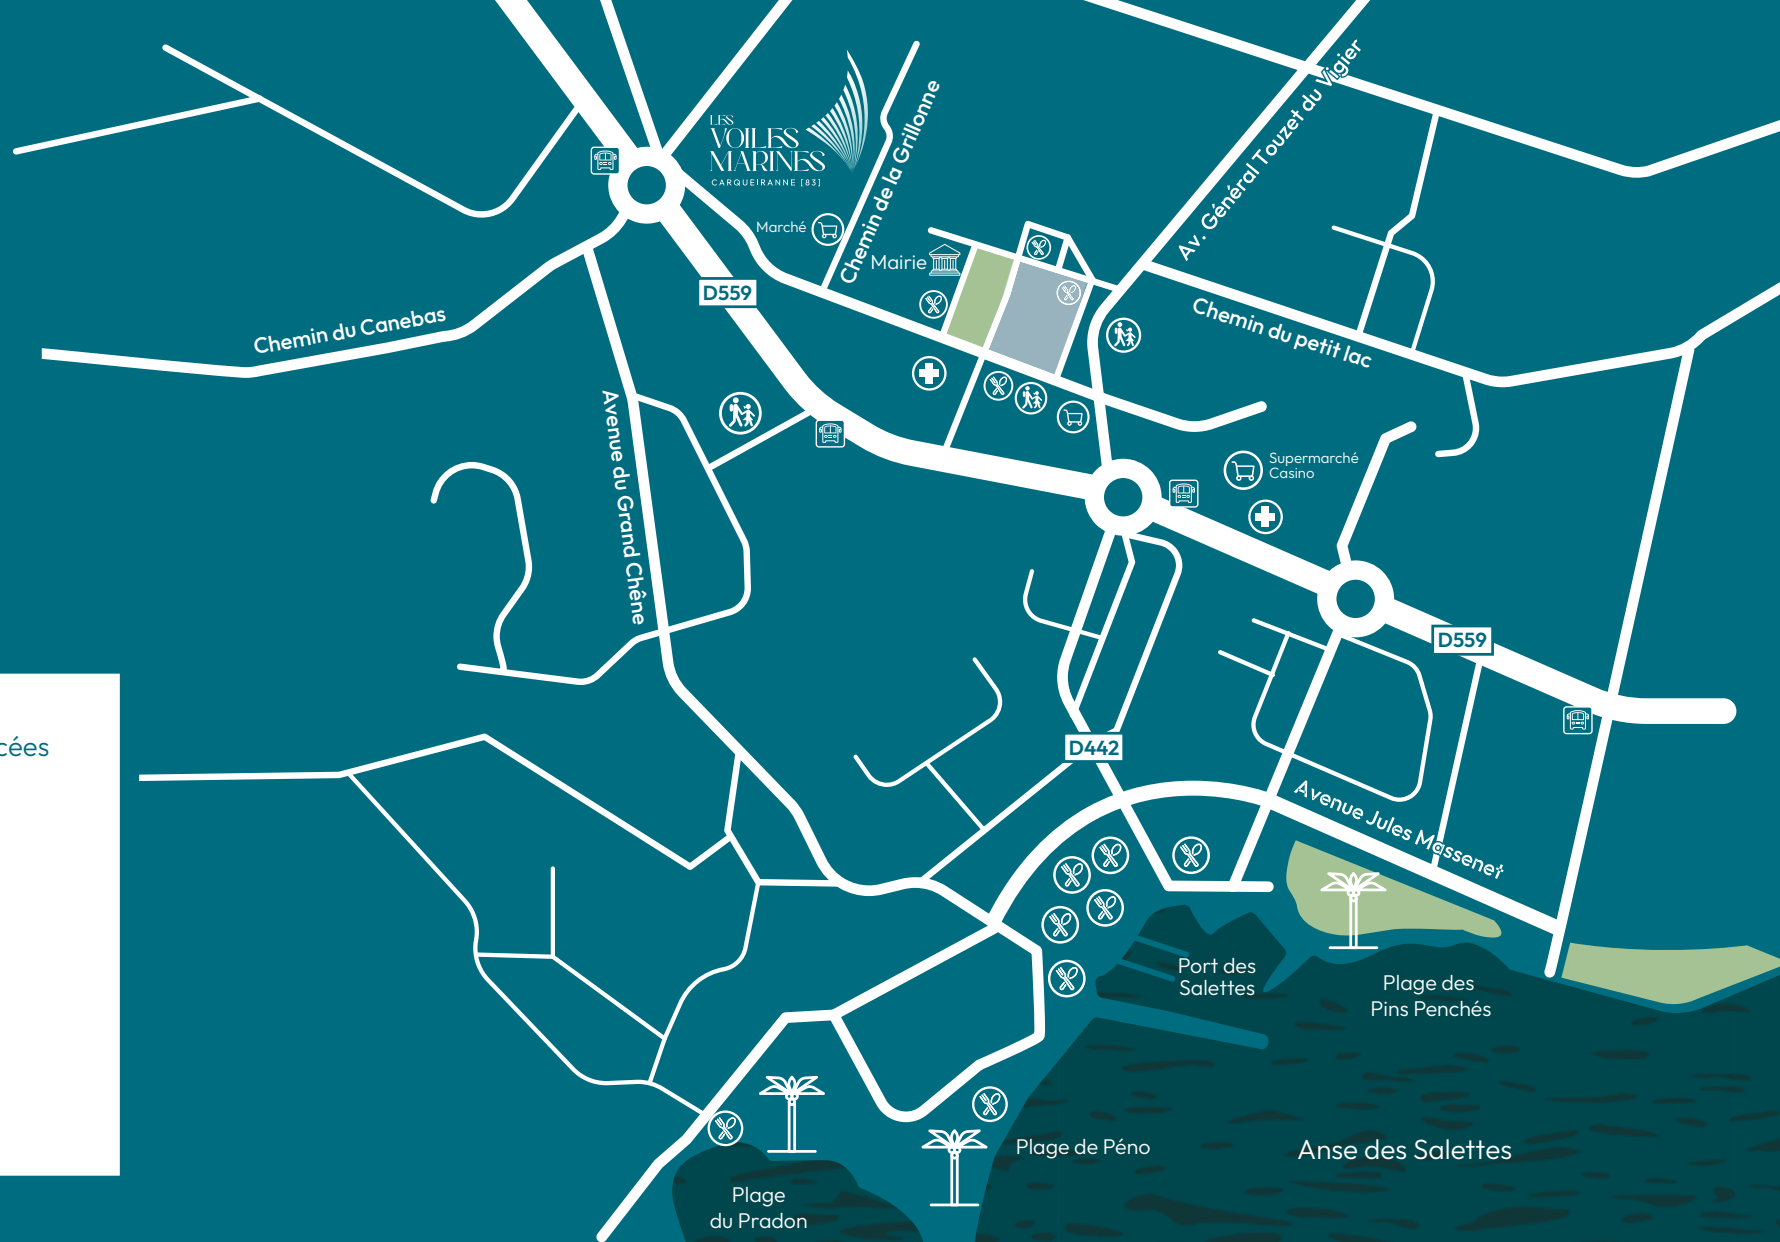 LES
VOILES
MARINES
CARQUEIRANNE [83]
Chemin de la Grillonne
Av. Général Touzet du Vigier
Marché
Mairie
D559
Chemin du Canebas
Chemin du petit lac
Avenue du Grand Chêne
Supermarché
Casino
D559
D442
cées
Avenue Jules Massenet
Port des
Salettes
Plage des
Pins Penchés
Plage de Péno
Anse des Salettes
Plage
du Pradon